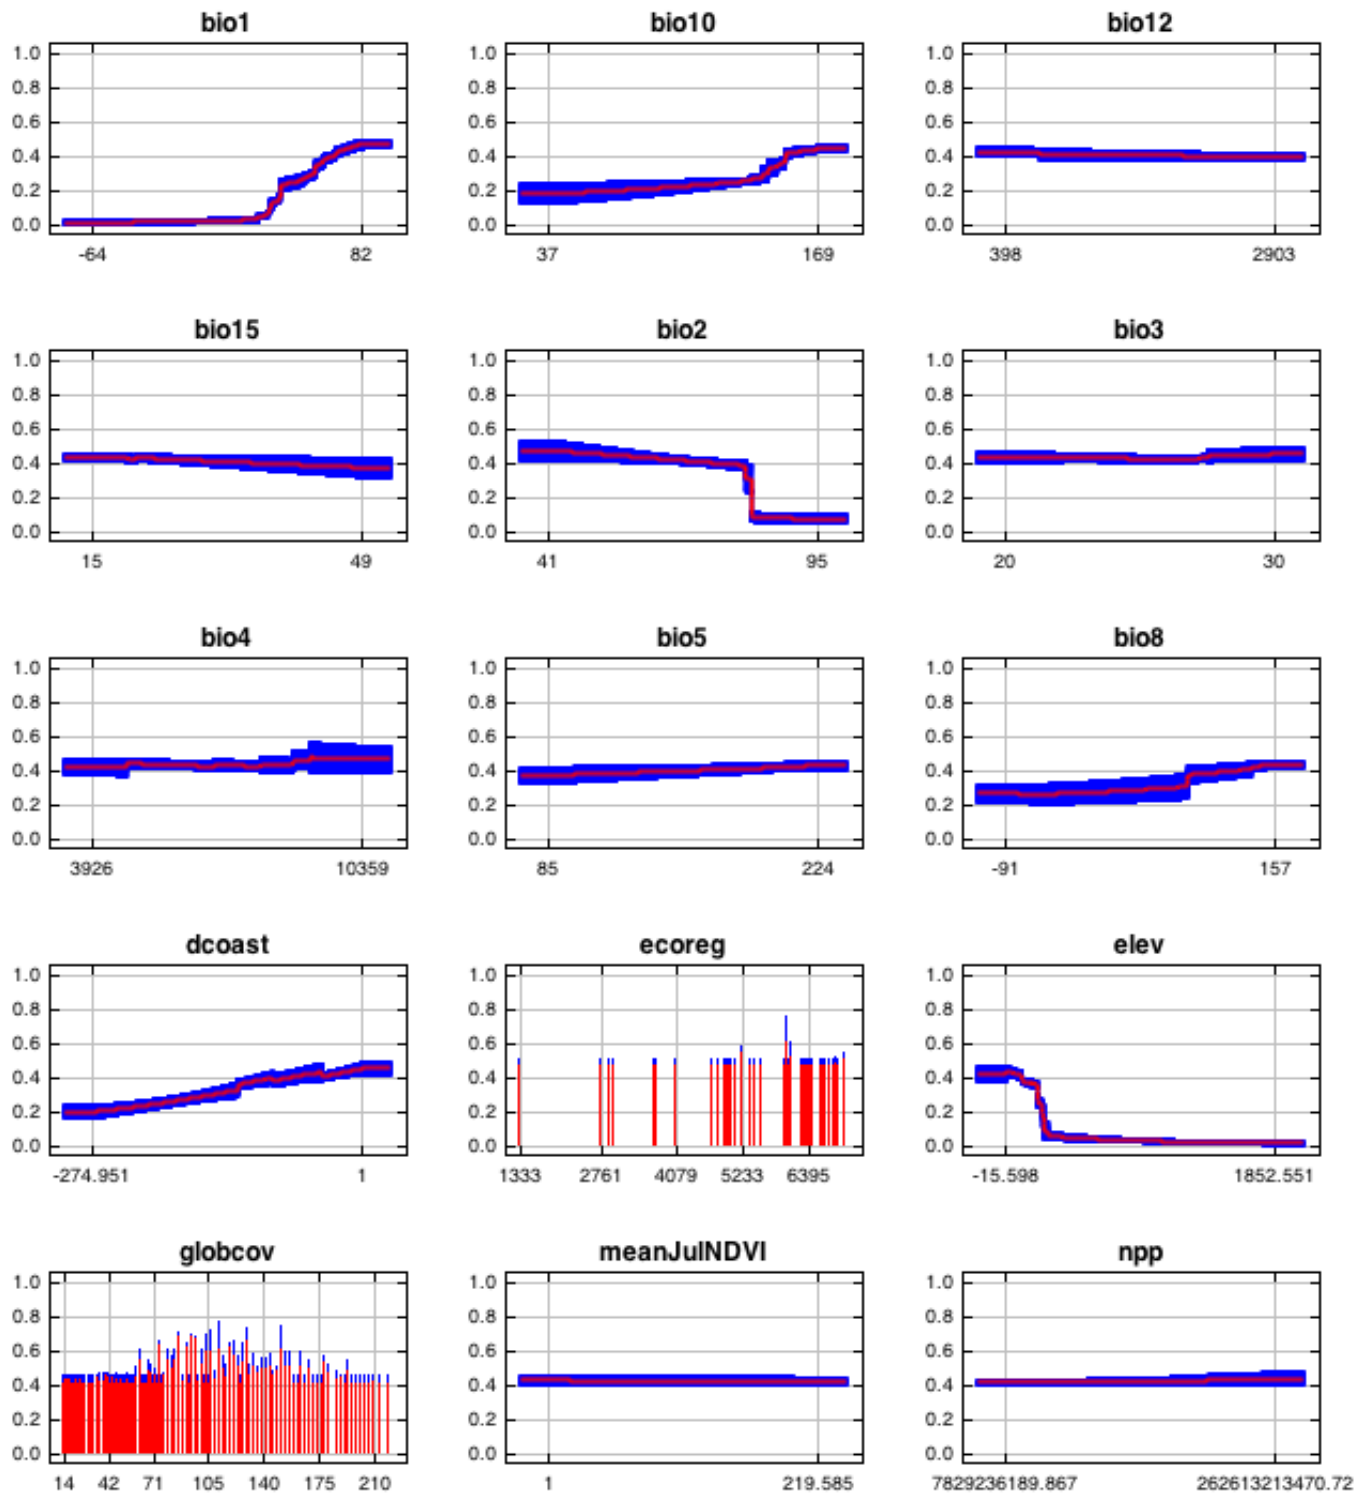 bio1 bio10 bio12
1.0 1.0 1.0
0.8 0.8 0.8
0.6 0.6 0.6
0.4 0.4 0.4
0.2 0.2 0.2
0.0 0.0 0.0
-64 82 37 169 398 2903
bio15 bio2 bio3
1.0 1.0 1.0
0.8 0.8 0.8
0.6 0.6 0.6
0.4 0.4 0.4
0.2 0.2 0.2
0.0 0.0 0.0
15 49 41 95 20 30
bio4 bio5 bio8
1.0 1.0 1.0
0.8 0.8 0.8
0.6 0.6 0.6
0.4 0.4 0.4
0.2 0.2 0.2
0.0 0.0 0.0
3926 10359 85 224 -91 157
dcoast ecoreg elev
1.0 1.0 1.0
0.8 0.8 0.8
0.6 0.6 0.6
0.4 0.4 0.4
0.2 0.2 0.2
0.0 0.0 0.0
-274.951 1 1333 2761 4079 5233 6395 -15.598 1852.551
globcov meanJulNDVI npp
1.0 1.0 1.0
0.8 0.8 0.8
0.6 0.6 0.6
0.4 0.4 0.4
0.2 0.2 0.2
0.0 0.0 0.0
14 42 71 105 140 175 210 1 219.585 7829236189.867 262613213470.72